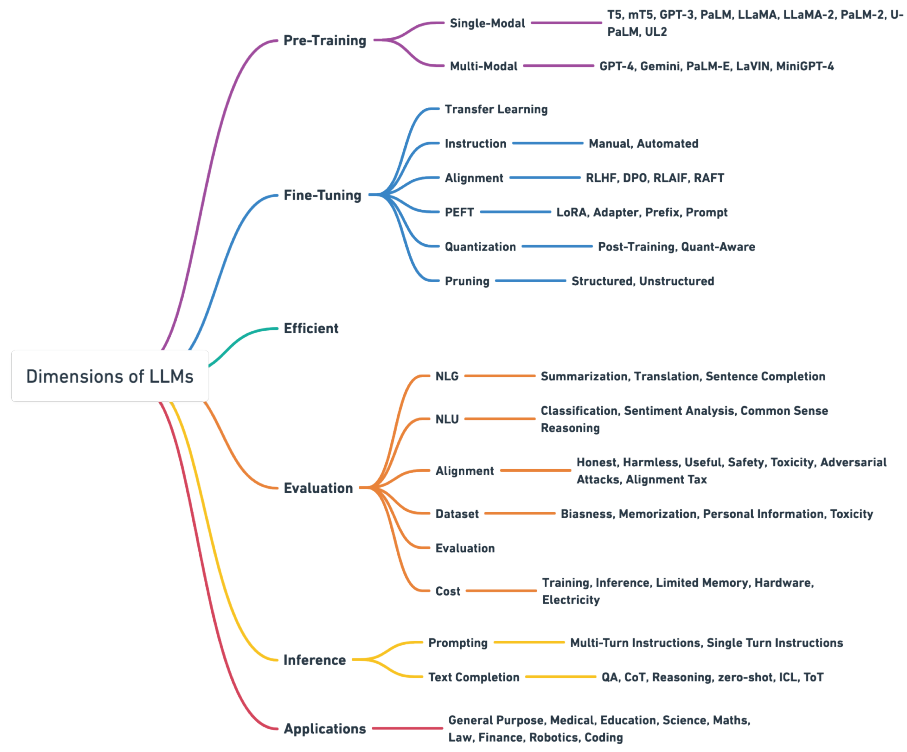 Dimensions of LLMs
Pre-Training
Single-Modal
T5, mT5, GPT-3, PaLM, LLaMA, LLaMA-2, PaLM-2, U-
PaLM, UL2
Multi-Modal
GPT-4, Gemini, PaLM-E, LaVIN, MiniGPT-4
Fine-Tuning
Transfer Learning
Instruction
Manual, Automated
Alignment
RLHF, DPO, RLAIF, RAFT
PEFT
LoRA, Adapter, Prefix, Prompt
Quantization
Post-Training, Quant-Aware
Pruning
Structured, Unstructured
Efficient
Evaluation
NLG
Summarization, Translation, Sentence Completion
NLU
Classification, Sentiment Analysis, Common Sense
Reasoning
Alignment
Honest, Harmless, Useful, Safety, Toxicity, Adversarial
Attacks, Alignment Tax
Dataset
Biasness, Memorization, Personal Information, Toxicity
Evaluation
Cost
Training, Inference, Limited Memory, Hardware,
Electricity
Inference
Prompting
Multi-Turn Instructions, Single Turn Instructions
Text Completion
QA, CoT, Reasoning, zero-shot, ICL, ToT
Applications
General Purpose, Medical, Education, Science, Maths,
Law, Finance, Robotics, Coding